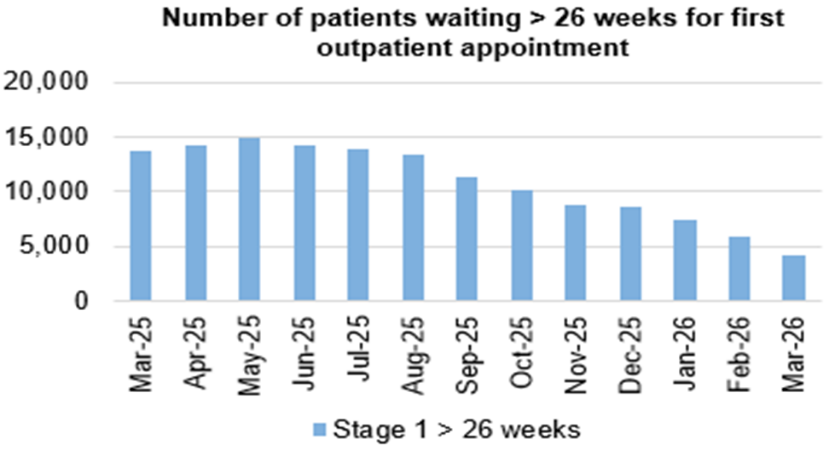 Number of patients waiting > 26 weeks for first
outpatient appointment
20,000
15,000
10,000
5,000
0
Mar-25
Apr-25
May-25
Jun-25
Jul-25
Aug-25
Sep-25
Oct-25
Nov-25
Dec-25
Jan-26
Feb-26
Mar-26
Stage 1 > 26 weeks